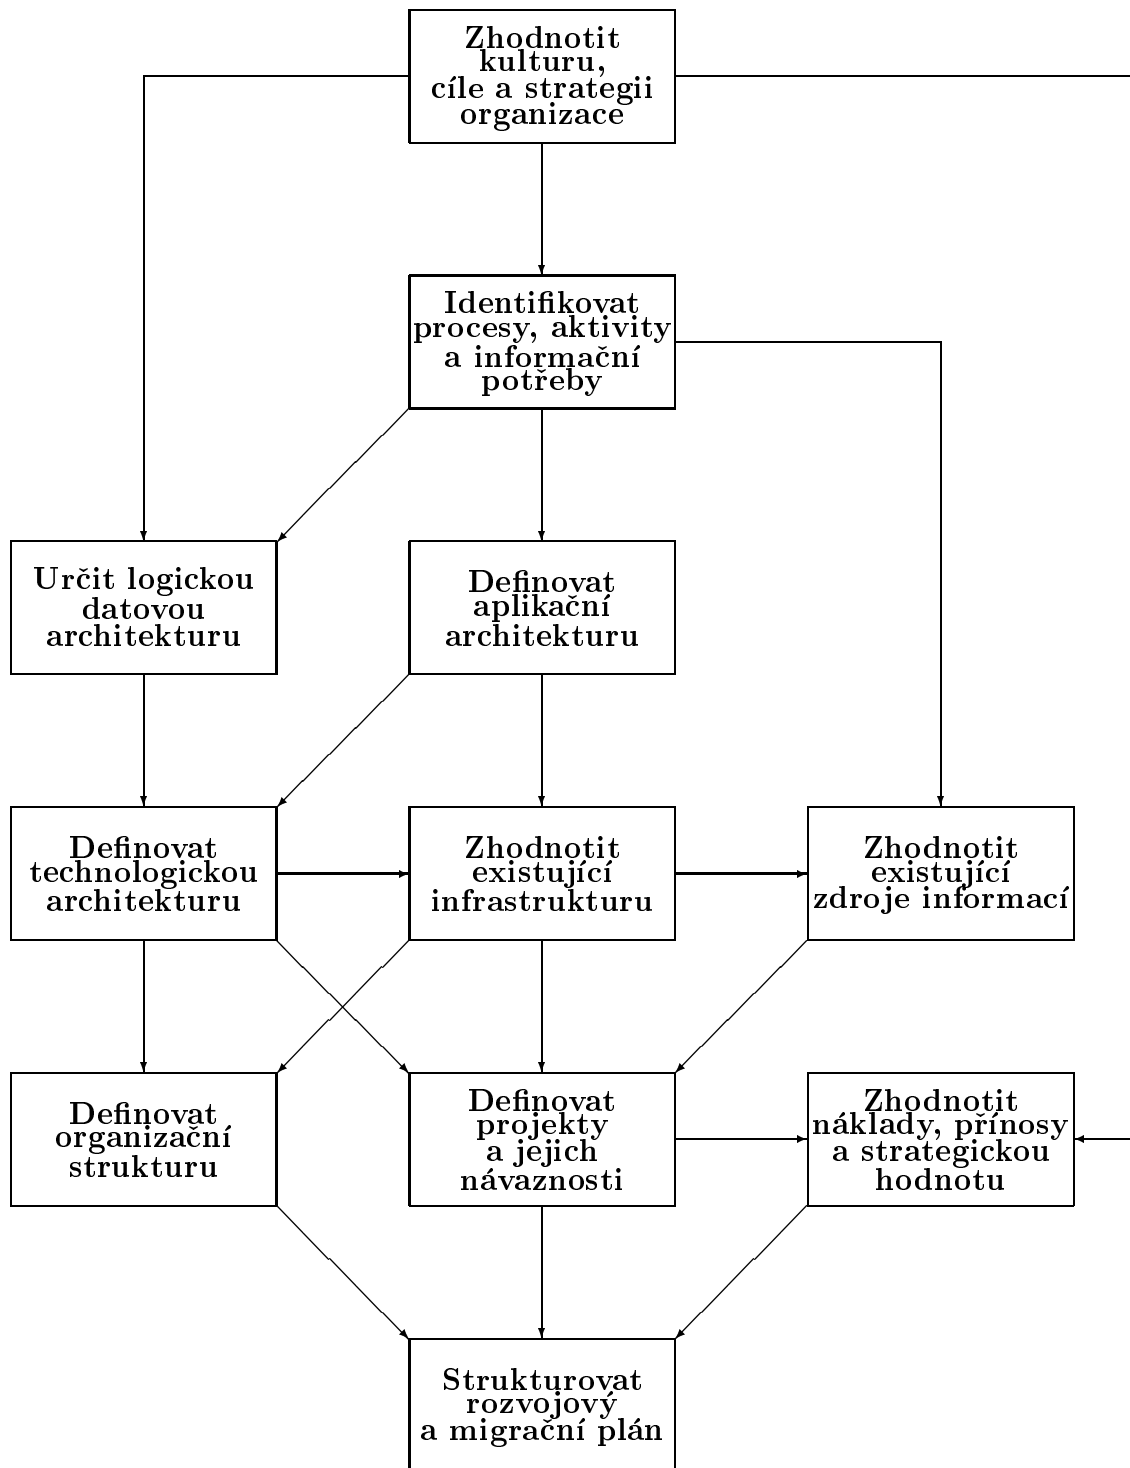 Zhodnotit
kulturu,
cíle a strategii
organizace
Identifikovat
procesy, aktivity
a informační
potřeby
Určit logickou
datovou
architekturu
Definovat
aplikační
architekturu
Definovat
technologickou
architekturu
Zhodnotit
existující
infrastrukturu
Zhodnotit
existující
zdroje informací
Definovat
organizační
strukturu
Definovat
projekty
a jejich
návaznosti
Zhodnotit
náklady, přínosy
a strategickou
hodnotu
Strukturovat
rozvojový
a migrační plán